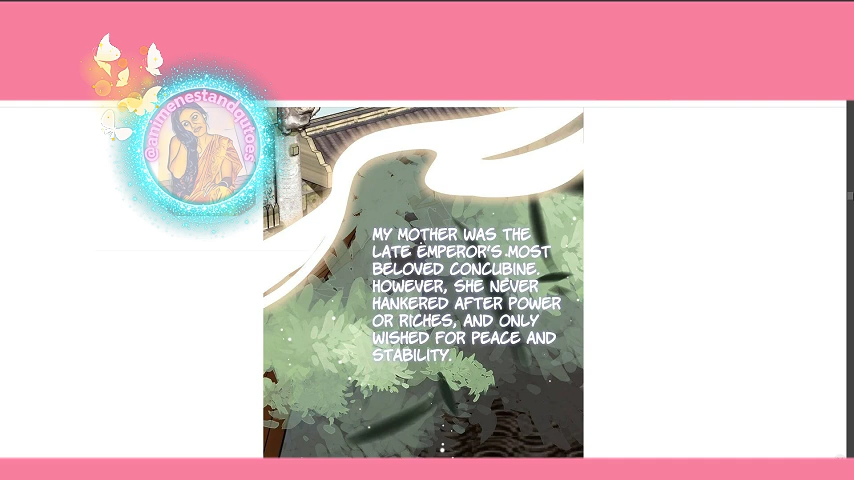 @animenestandqutoes
MY MOTHER WAS THE
LATE EMPEROR'S MOST
BELOVED CONCUBINE.
HOWEVER, SHE NEVER
HANKERED AFTER POWER
OR RICHES, AND ONLY
WISHED FOR PEACE AND
STABILITY.